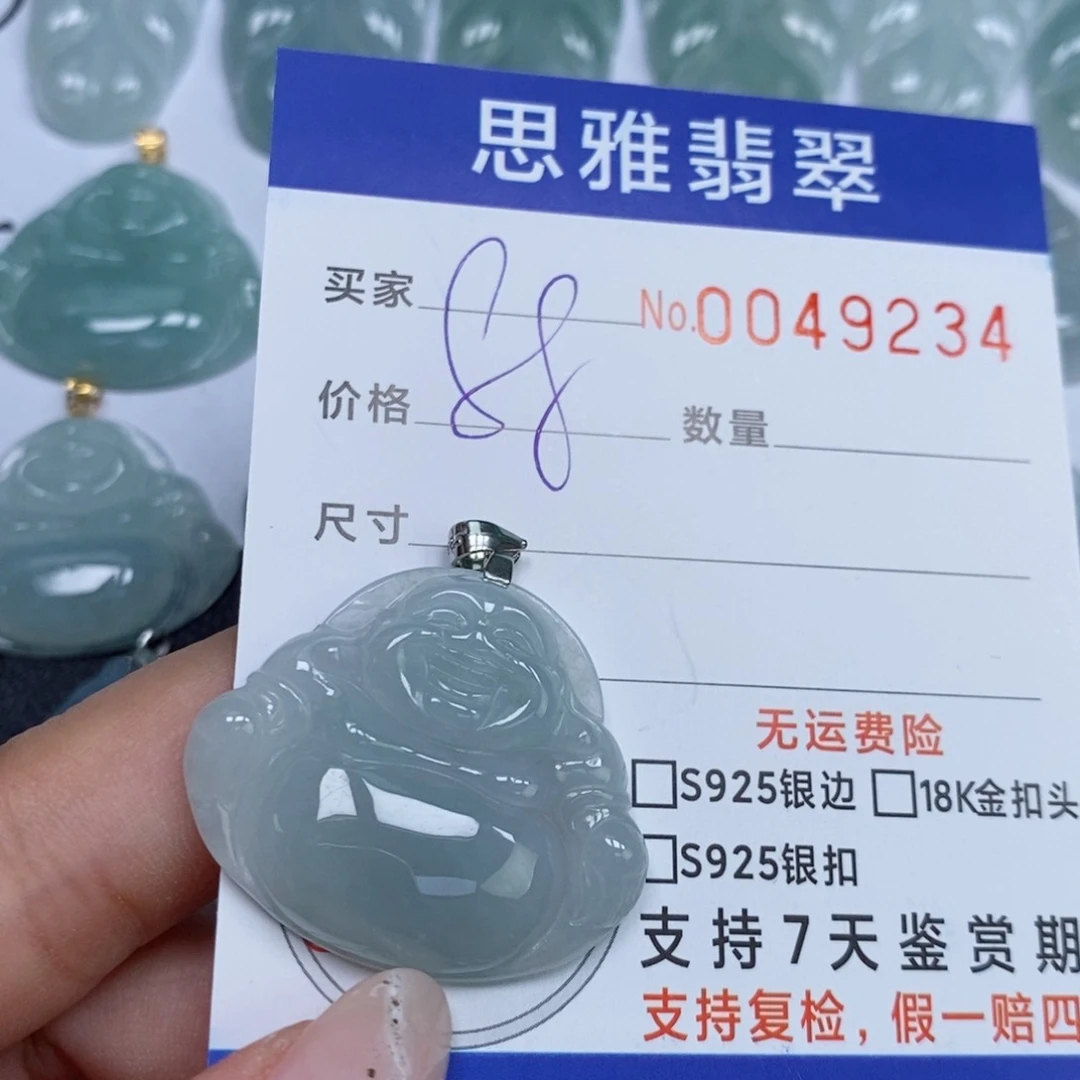 思雅翡翠
买家
No.0049234
价格 88 数量
尺寸
无运费险
□S925银边 □18K金扣头
□S925银扣
支持7天鉴赏期
支持复检，假一赔四